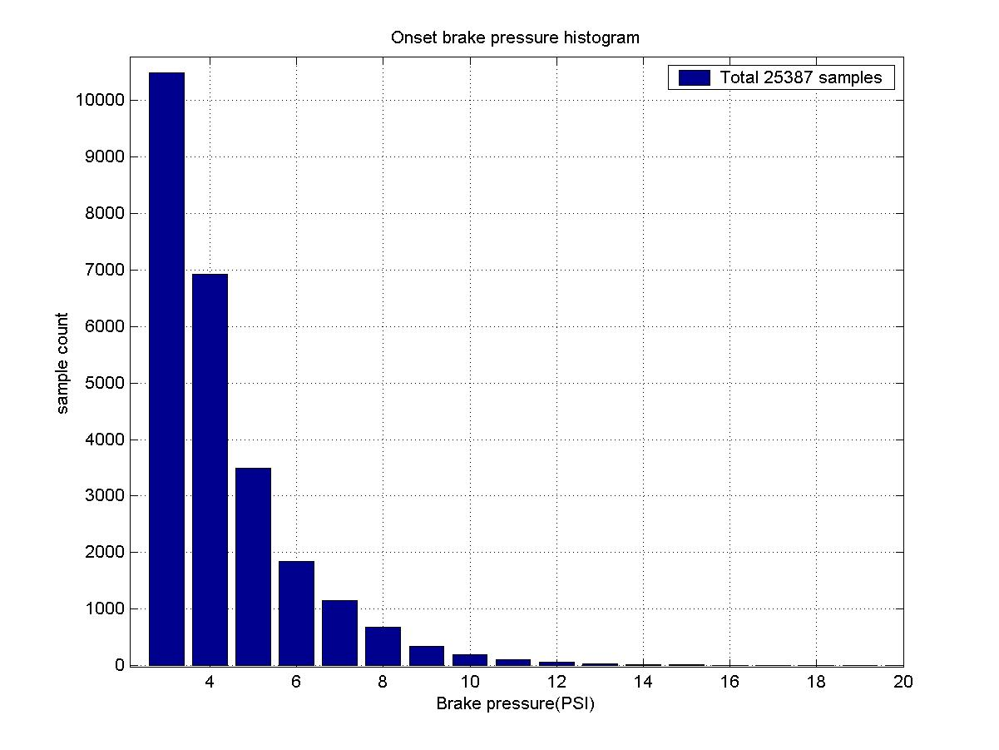 Onset brake pressure histogram
Total 25387 samples
10000
9000
8000
7000
6000
5000
4000
3000
2000
1000
0
sample count
4 6 8 10 12 14 16 18 20
Brake pressure(PSI)